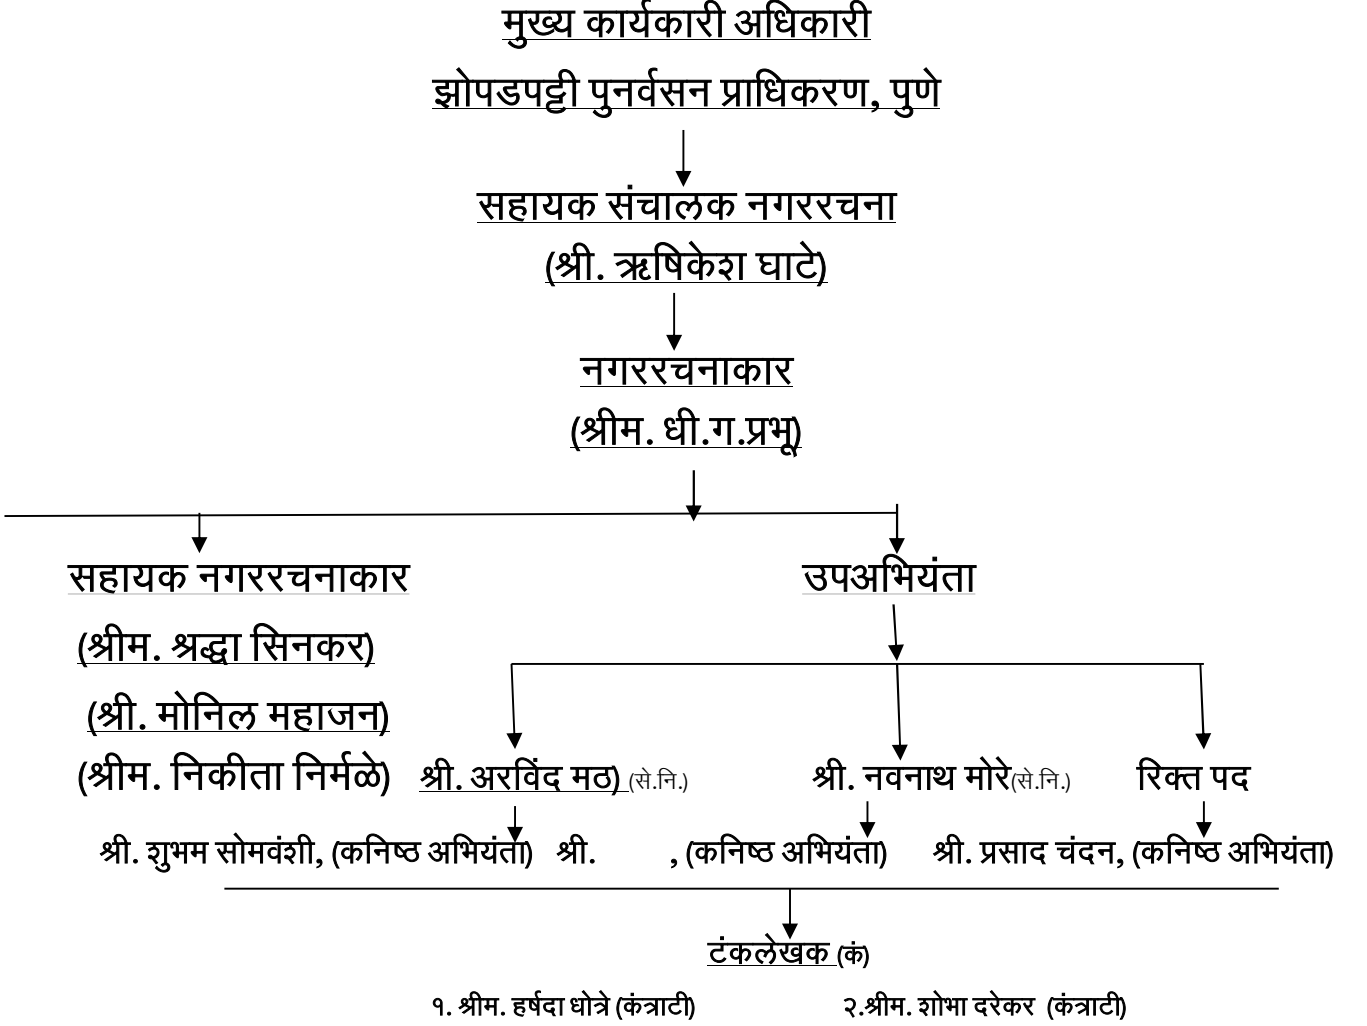 मुख्य कार्यकारी अधिकारी
झोपडपट्टी पुनर्वसन प्राधिकरण, पुणे
सहायक संचालक नगररचना
(श्री. ऋषिकेश घाटे)
नगररचनाकार
(श्रीम. धी.ग.प्रभू)
सहायक नगररचनाकार उपअभियंता
(श्रीम. श्रद्धा सिनकर)
(श्री. मोनिल महाजन)
(श्रीम. निकीता निर्मळे) श्री. अरविंद मठ) (से.नि.) श्री. नवनाथ मोरे(से.नि.) रिक्त पद
श्री. शुभम सोमवंशी, (कनिष्ठ अभियंता) श्री. , (कनिष्ठ अभियंता) श्री. प्रसाद चंदन, (कनिष्ठ अभियंता)
टंकलेखक (कं)
१. श्रीम. हर्षदा धोत्रे (कंत्राटी) २.श्रीम. शोभा दरेकर (कंत्राटी)